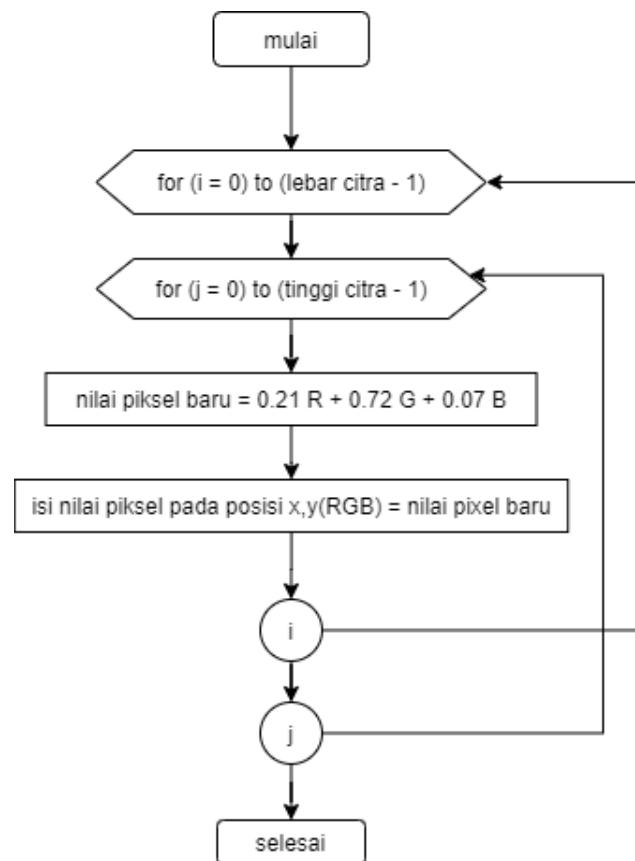 mulai
for (i = 0) to (lebar citra - 1)
for (j = 0) to (tinggi citra - 1)
nilai piksel baru = 0.21 R + 0.72 G + 0.07 B
isi nilai piksel pada posisi x,y(RGB) = nilai pixel baru
i
j
selesai